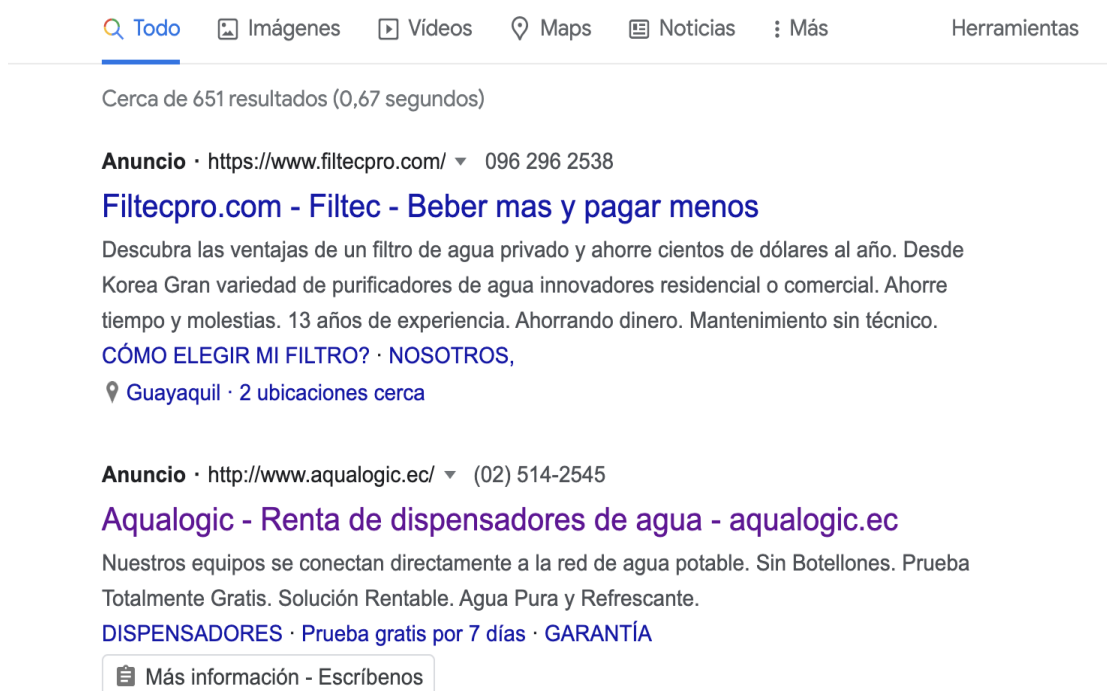 Todo Imágenes Vídeos Maps Noticias Más Herramientas
Cerca de 651 resultados (0,67 segundos)
Anuncio · https://www.filtecpro.com/ 096 296 2538
Filtecpro.com - Filtec - Beber mas y pagar menos
Descubra las ventajas de un filtro de agua privado y ahorre cientos de dólares al año. Desde
Korea Gran variedad de purificadores de agua innovadores residencial o comercial. Ahorre
tiempo y molestias. 13 años de experiencia. Ahorrando dinero. Mantenimiento sin técnico.
CÓMO ELEGIR MI FILTRO? · NOSOTROS,
Guayaquil · 2 ubicaciones cerca
Anuncio · http://www.aqualogic.ec/ (02) 514-2545
Aqualogic - Renta de dispensadores de agua - aqualogic.ec
Nuestros equipos se conectan directamente a la red de agua potable. Sin Botellones. Prueba
Totalmente Gratis. Solución Rentable. Agua Pura y Refrescante.
DISPENSADORES · Prueba gratis por 7 días · GARANTÍA
Más información - Escríbenos